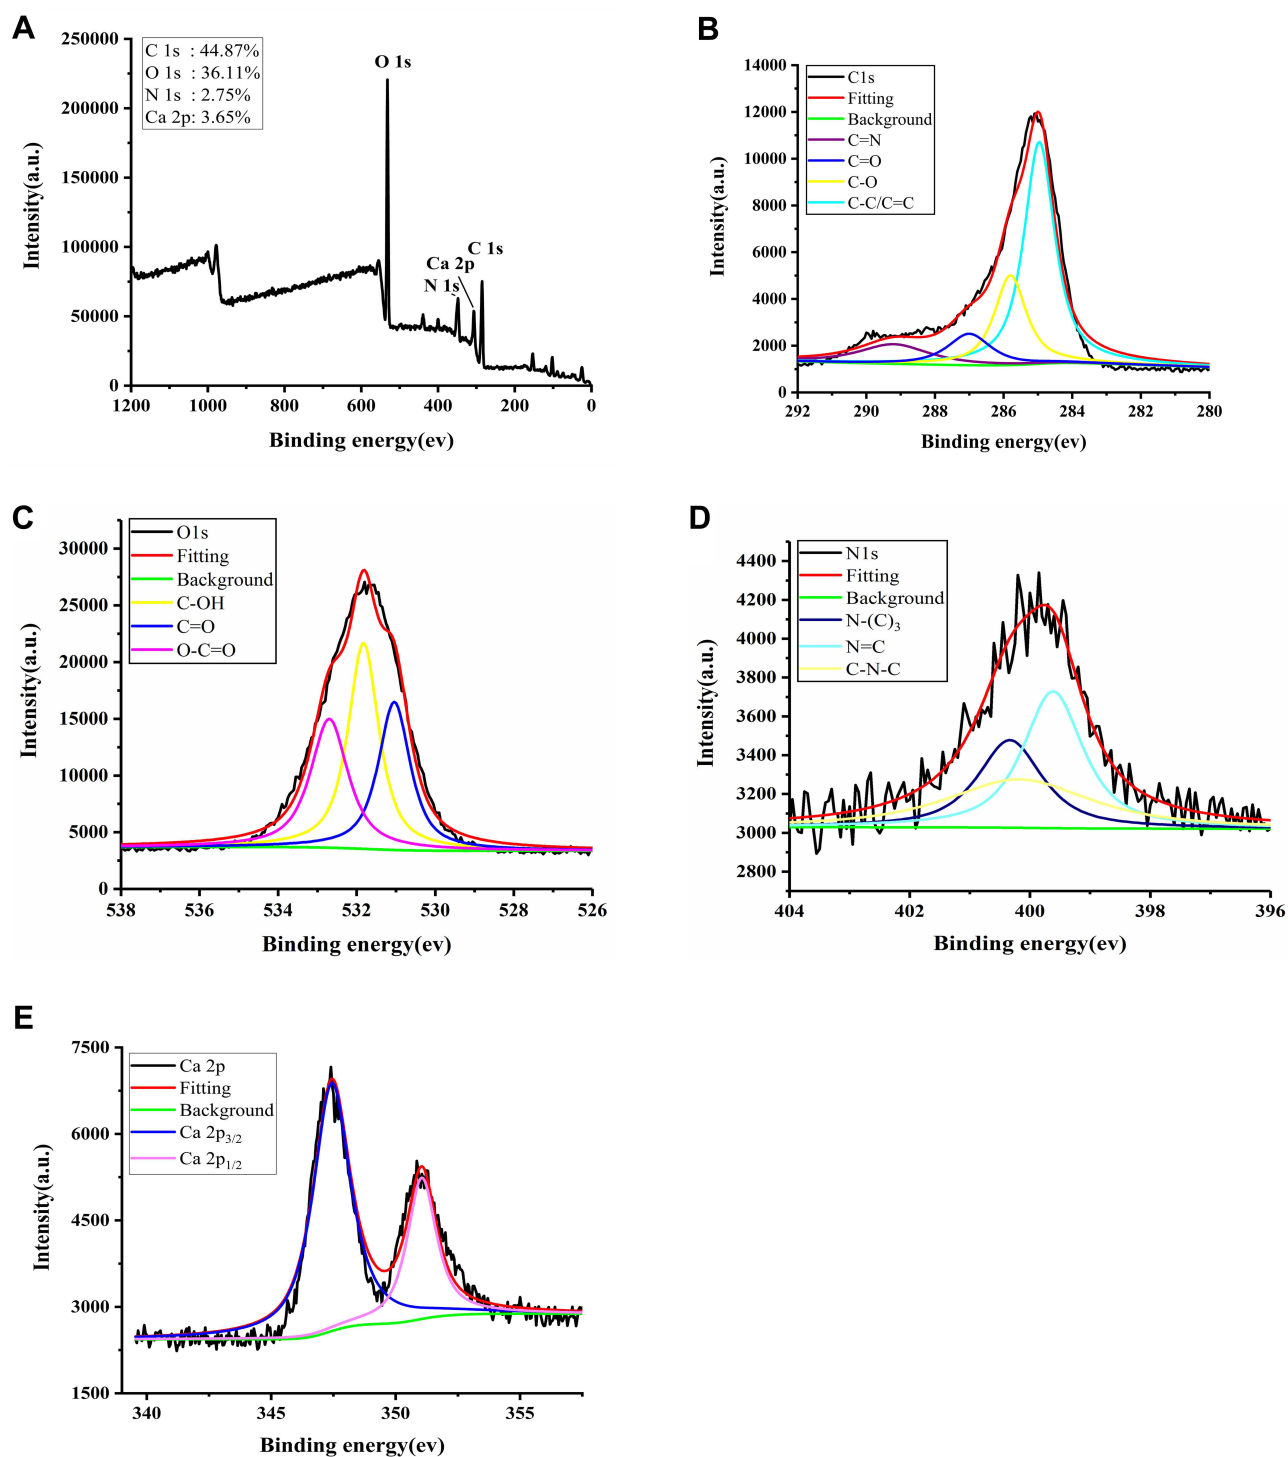 A
C 1s : 44.87%
O 1s : 36.11%
N 1s : 2.75%
Ca 2p: 3.65%
O 1s
C 1s
Ca 2p
N 1s
250000
200000
150000
100000
50000
0
Intensity(a.u.)
1200 1000 800 600 400 200 0
Binding energy(ev)
B
C1s
Fitting
Background
C=N
C=O
C-O
C-C/C=C
14000
12000
10000
8000
6000
4000
2000
0
Intensity(a.u.)
292 290 288 286 284 282 280
Binding energy(ev)
C
O1s
Fitting
Background
C-OH
C=O
O-C=O
30000
25000
20000
15000
10000
5000
0
Intensity(a.u.)
538 536 534 532 530 528 526
Binding energy(ev)
D
N1s
Fitting
Background
N-(C)₃
N=C
C-N-C
4400
4200
4000
3800
3600
3400
3200
3000
2800
Intensity(a.u.)
404 402 400 398 396
Binding energy(ev)
E
Ca 2p
Fitting
Background
Ca 2p₃/₂
Ca 2p₁/₂
7500
6000
4500
3000
1500
Intensity(a.u.)
340 345 350 355
Binding energy(ev)